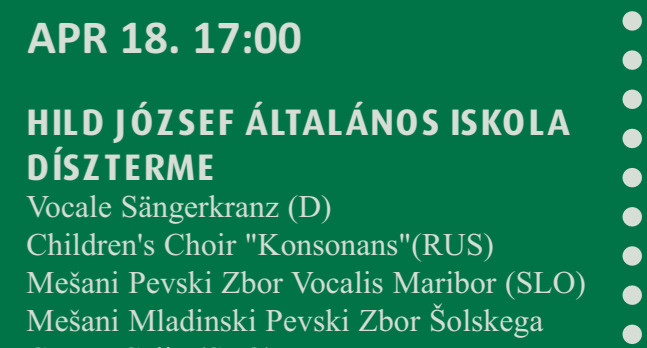 APR 18. 17:00
HILD JÓZSEF ÁLTALÁNOS ISKOLA
DÍSZTERME
Vocale Sängerkranz (D)
Children's Choir "Konsonans"(RUS)
Mešani Pevski Zbor Vocalis Maribor (SLO)
Mešani Mladinski Pevski Zbor Šolskega